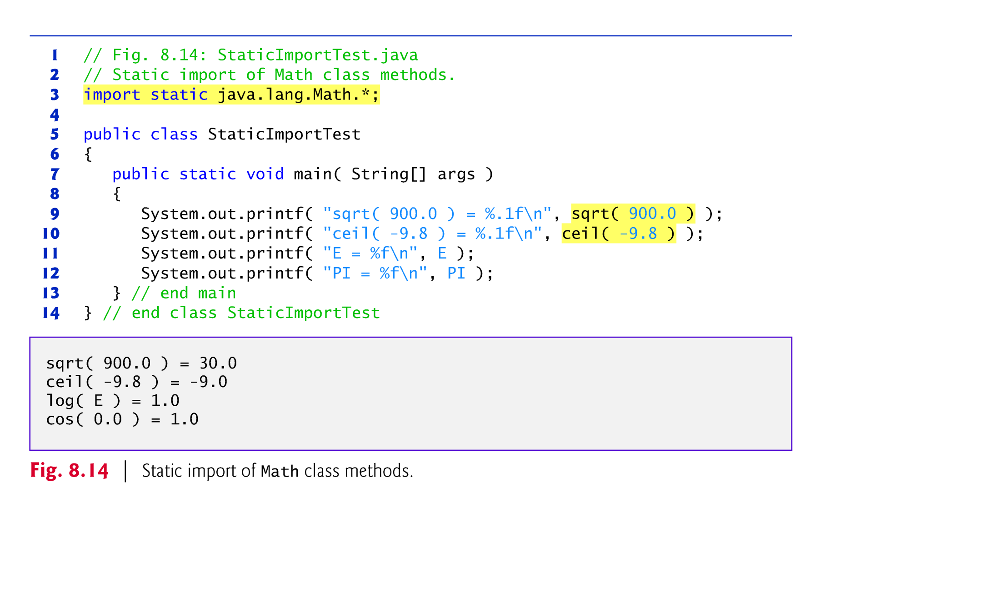 1 // Fig. 8.14: StaticImportTest.java
2 // Static import of Math class methods.
3 import static java.lang.Math.*;
4
5 public class StaticImportTest
6 {
7    public static void main( String[] args )
8    {
9       System.out.printf( "sqrt( 900.0 ) = %.1f\n", sqrt( 900.0 ) );
10       System.out.printf( "ceil( -9.8 ) = %.1f\n", ceil( -9.8 ) );
11       System.out.printf( "E = %f\n", E );
12       System.out.printf( "PI = %f\n", PI );
13    } // end main
14 } // end class StaticImportTest
sqrt( 900.0 ) = 30.0
ceil( -9.8 ) = -9.0
log( E ) = 1.0
cos( 0.0 ) = 1.0
Fig. 8.14 | Static import of Math class methods.